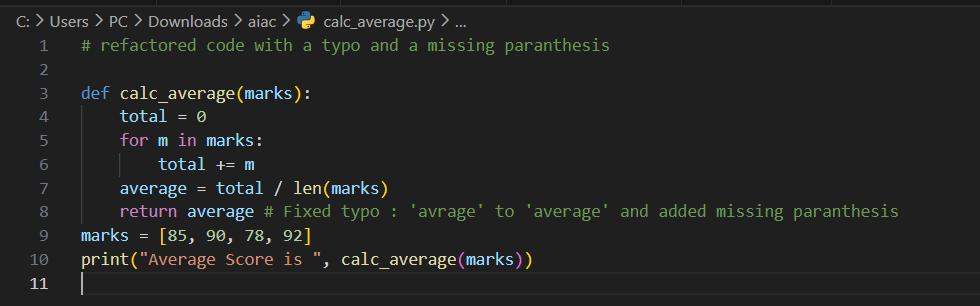 C: > Users > PC > Downloads > aiac > calc_average.py > ...
1 # refactored code with a typo and a missing paranthesis
2
3 def calc_average(marks):
4     total = 0
5     for m in marks:
6         total += m
7     average = total / len(marks)
8     return average # Fixed typo : 'avrage' to 'average' and added missing paranthesis
9 marks = [85, 90, 78, 92]
10 print("Average Score is ", calc_average(marks))
11